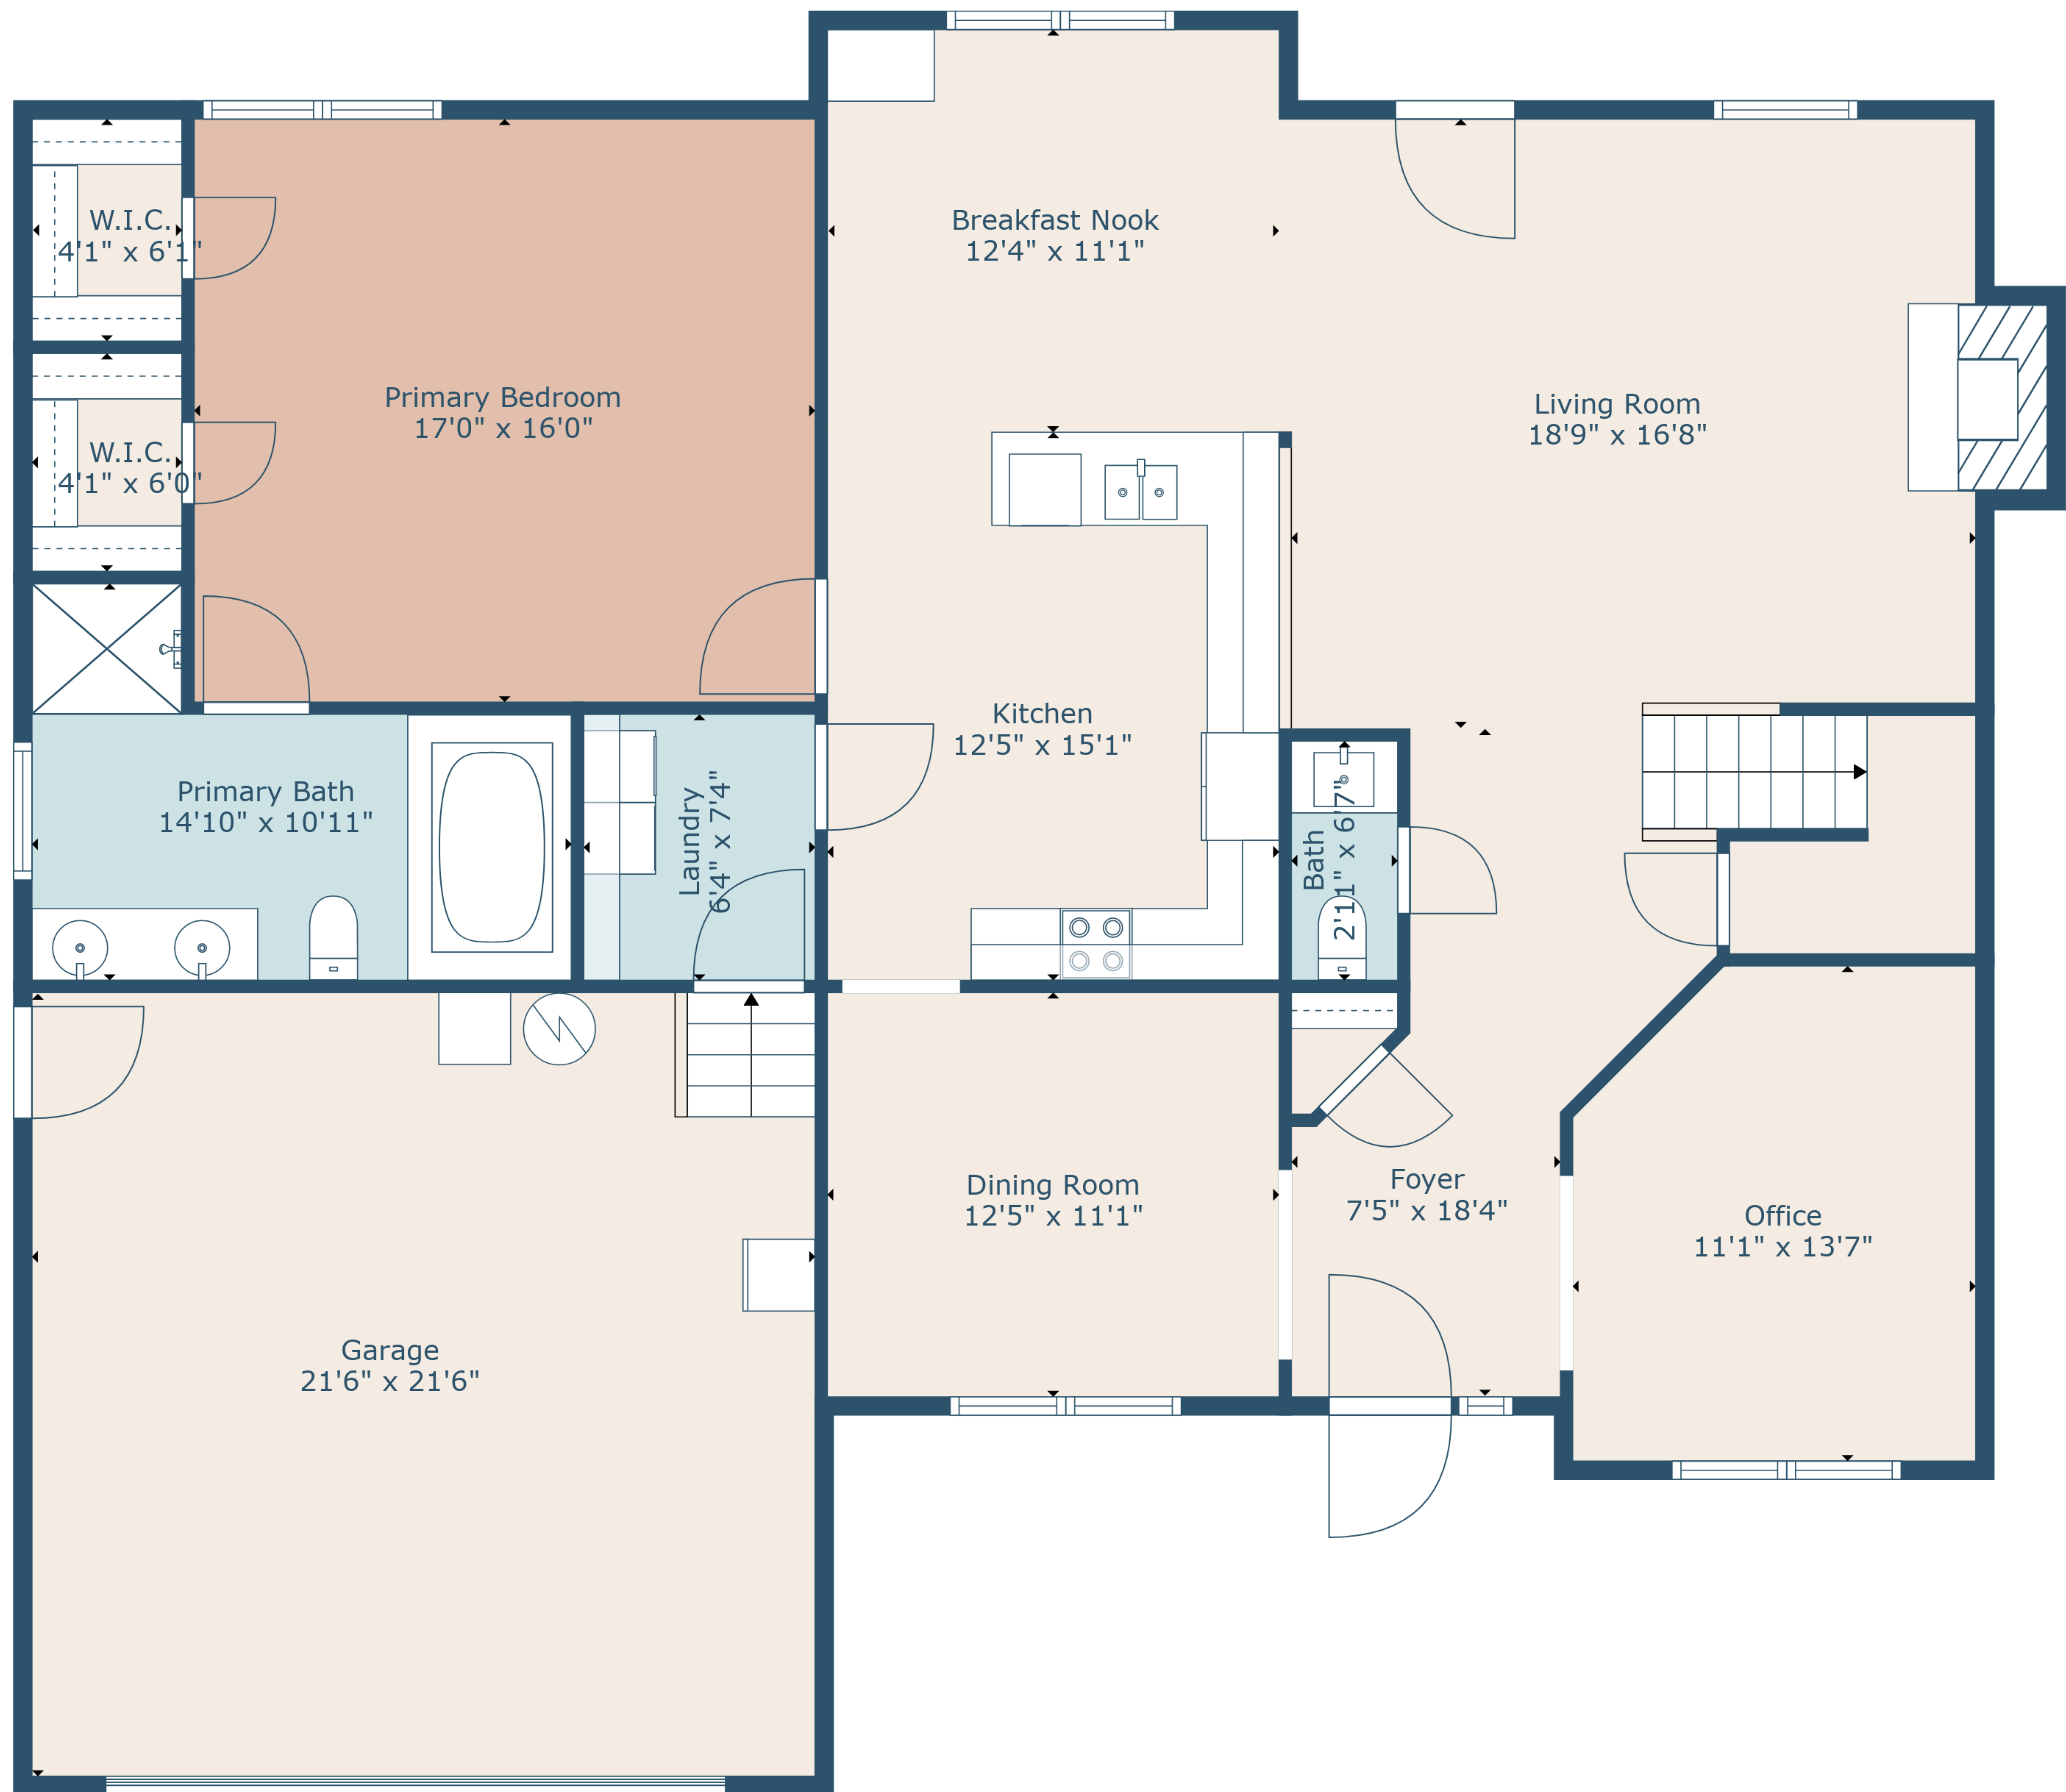 Breakfast Nook
12'4" x 11'1"
W.I.C.
4'1" x 6'1"
Primary Bedroom
17'0" x 16'0"
Living Room
18'9" x 16'8"
W.I.C.
4'1" x 6'0"
Kitchen
12'5" x 15'1"
Primary Bath
14'10" x 10'11"
Laundry
6'4" x 7'4"
Bath
2'11" x 6'7"
Dining Room
12'5" x 11'1"
Foyer
7'5" x 18'4"
Office
11'1" x 13'7"
Garage
21'6" x 21'6"